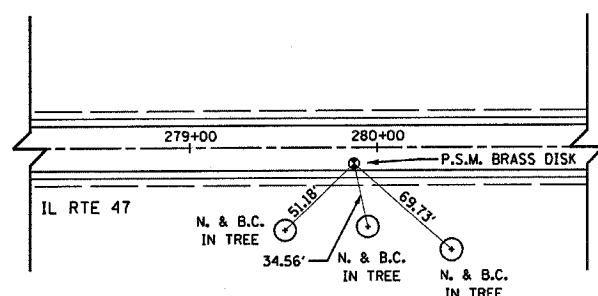 279+00
280+00
P.S.M. BRASS DISK
IL RTE 47
51.18'
69.73'
N. & B.C.
IN TREE
34.56'
N. & B.C.
IN TREE
N. & B.C.
IN TREE